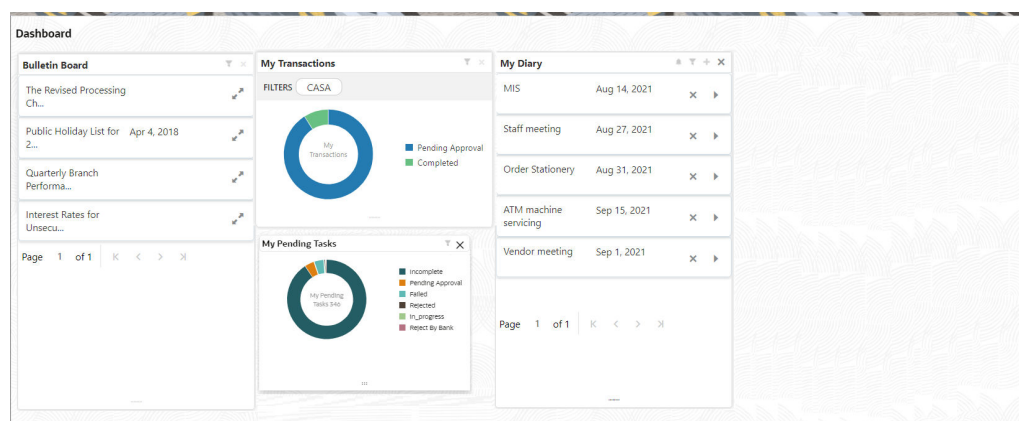 Dashboard
Bulletin Board
The Revised Processing
Ch...
Public Holiday List for
2...
Apr 4, 2018
Quarterly Branch
Performa...
Interest Rates for
Unsecu...
Page 1 of 1
My Transactions
FILTERS CASA
My
Transactions
Pending Approval
Completed
My Pending Tasks
My Pending
Tasks 346
Incomplete
Pending Approval
Failed
Rejected
In_progress
Reject By Bank
My Diary
MIS Aug 14, 2021
Staff meeting Aug 27, 2021
Order Stationery Aug 31, 2021
ATM machine
servicing
Sep 15, 2021
Vendor meeting Sep 1, 2021
Page 1 of 1